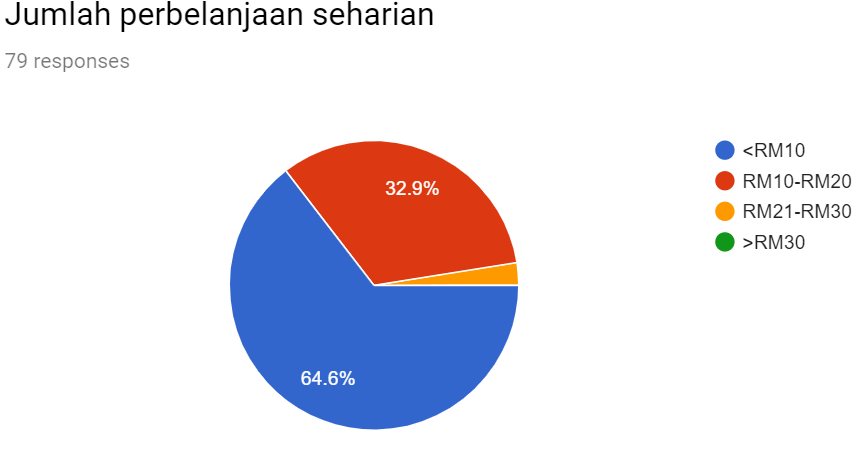 Jumlah perbelanjaan seharian
79 responses
32.9%
64.6%
<RM10
RM10-RM20
RM21-RM30
>RM30